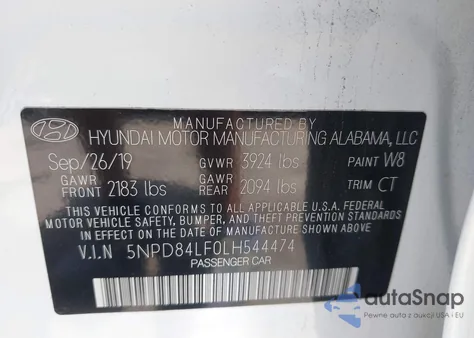 MANUFACTURED BY
HYUNDAI MOTOR MANUFACTURING ALABAMA, LLC
Sep/26/19 GVWR 3924 lbs PAINT W8
GAWR FRONT 2183 lbs GAWR REAR 2094 lbs TRIM CT
THIS VEHICLE CONFORMS TO ALL APPLICABLE U.S.A FEDERAL
MOTOR VEHICLE SAFETY, BUMPER, AND THEFT PREVENTION
STANDARDS IN EFFECT ON THE DATE OF MANUFACTURE SHOWN ABOVE.
V.I.N 5NPD84LF0LH544474
PASSENGER CAR
autoSnap
Pewne auta z aukcji USA i EU